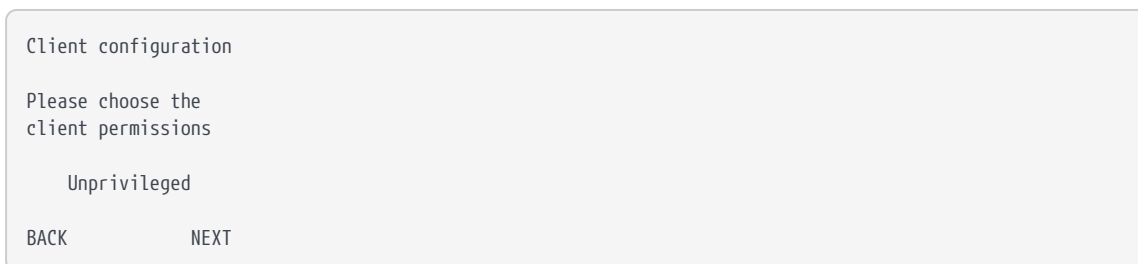 Client configuration
Please choose the
client permissions
Unprivileged
BACK NEXT